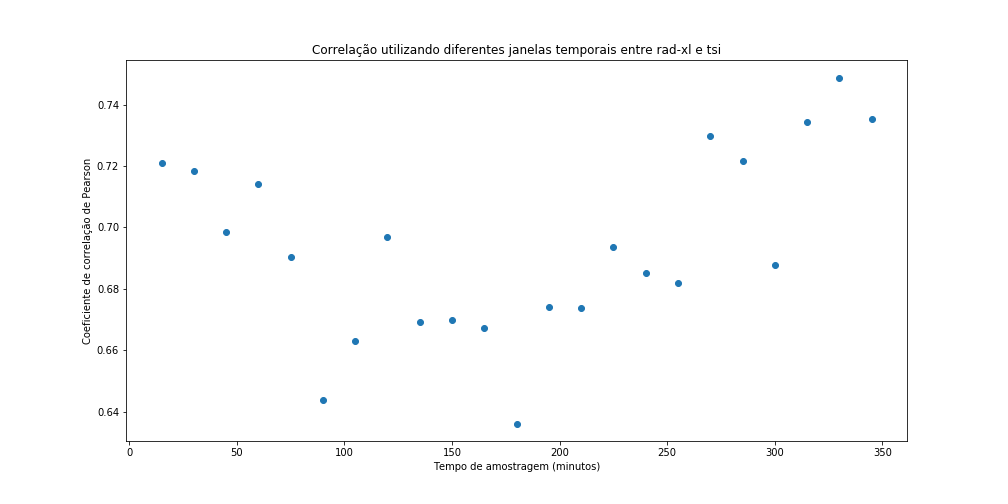 Correlação utilizando diferentes janelas temporais entre rad-xl e tsi
Coeficiente de correlação de Pearson
0.74
0.72
0.70
0.68
0.66
0.64
0 50 100 150 200 250 300 350
Tempo de amostragem (minutos)